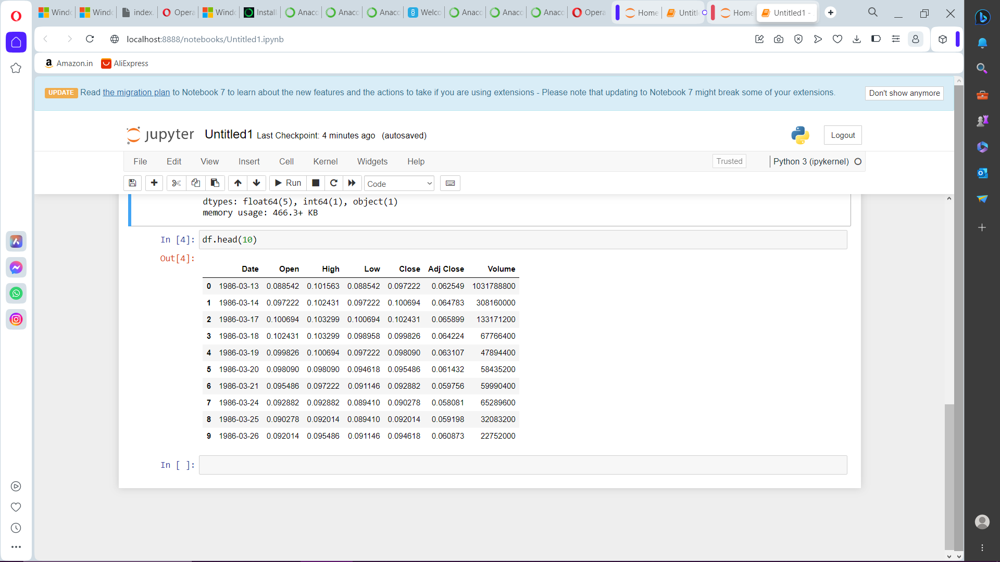 Windo
Windo
index.
Opera
Windo
Install
Anaco
Anaco
Anaco
Welco
Anaco
Anaco
Anaco
Opera
Home
Untitle
Home
Untitled1 -
localhost:8888/notebooks/Untitled1.ipynb
Amazon.in AliExpress
UPDATE Read the migration plan to Notebook 7 to learn about the new features and the actions to take if you are using extensions - Please note that updating to Notebook 7 might break some of your extensions. Don't show anymore
jupyter Untitled1 Last Checkpoint: 4 minutes ago (autosaved) Logout
File Edit View Insert Cell Kernel Widgets Help Trusted Python 3 (ipykernel)
Run Code
dtypes: float64(5), int64(1), object(1)
memory usage: 466.3+ KB
In [4]: df.head(10)
Out[4]:
Date Open High Low Close Adj Close Volume
0 1986-03-13 0.088542 0.101563 0.088542 0.097222 0.062549 1031788800
1 1986-03-14 0.097222 0.102431 0.097222 0.100694 0.064783 308160000
2 1986-03-17 0.100694 0.103299 0.100694 0.102431 0.065899 133171200
3 1986-03-18 0.102431 0.103299 0.098958 0.099826 0.064224 67766400
4 1986-03-19 0.099826 0.100694 0.097222 0.098090 0.063107 47894400
5 1986-03-20 0.098090 0.098090 0.094618 0.095486 0.061432 58435200
6 1986-03-21 0.095486 0.097222 0.091146 0.092882 0.059756 59990400
7 1986-03-24 0.092882 0.092882 0.089410 0.090278 0.058081 65289600
8 1986-03-25 0.090278 0.092014 0.089410 0.092014 0.059198 32083200
9 1986-03-26 0.092014 0.095486 0.091146 0.094618 0.060873 22752000
In [ ]: